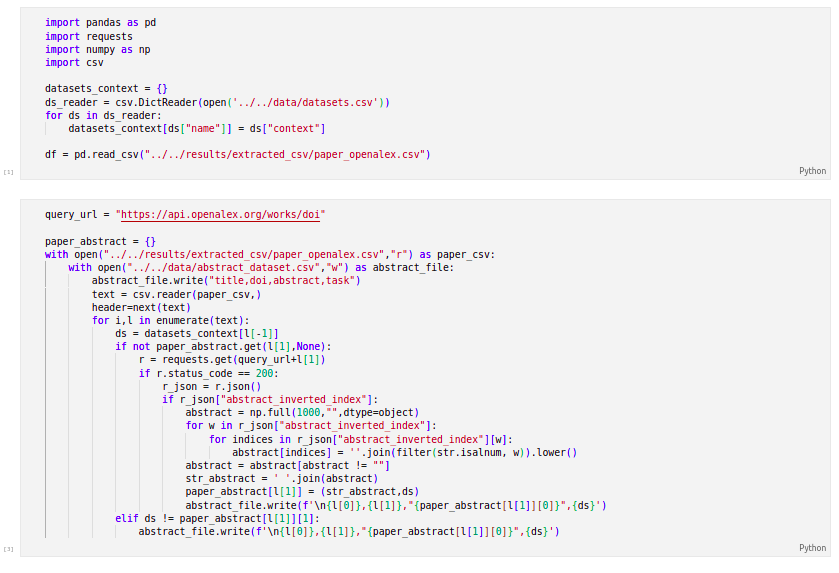 import pandas as pd
import requests
import numpy as np
import csv

datasets_context = {}
ds_reader = csv.DictReader(open('../../data/datasets.csv'))
for ds in ds_reader:
    datasets_context[ds["name"]] = ds["context"]

df = pd.read_csv("../../results/extracted_csv/paper_openalex.csv")
[1]
Python
query_url = "https://api.openalex.org/works/doi"

paper_abstract = {}
with open("../../results/extracted_csv/paper_openalex.csv","r") as paper_csv:
    with open("../../data/abstract_dataset.csv","w") as abstract_file:
        abstract_file.write("title,doi,abstract,task")
        text = csv.reader(paper_csv,)
        header=next(text)
        for i,l in enumerate(text):
            ds = datasets_context[l[-1]]
            if not paper_abstract.get(l[1],None):
                r = requests.get(query_url+l[1])
                if r.status_code == 200:
                    r_json = r.json()
                    if r_json["abstract_inverted_index"]:
                        abstract = np.full(1000,"",dtype=object)
                        for w in r_json["abstract_inverted_index"]:
                            for indices in r_json["abstract_inverted_index"][w]:
                                abstract[indices] = ''.join(filter(str.isalnum, w)).lower()
                        abstract = abstract[abstract != ""]
                        str_abstract = ' '.join(abstract)
                        paper_abstract[l[1]] = (str_abstract,ds)
                        abstract_file.write(f'\n{l[0]},{l[1]},"{paper_abstract[l[1]][0]}",{ds}')
            elif ds != paper_abstract[l[1]][1]:
                abstract_file.write(f'\n{l[0]},{l[1]},"{paper_abstract[l[1]][0]}",{ds}')
[3]
Python